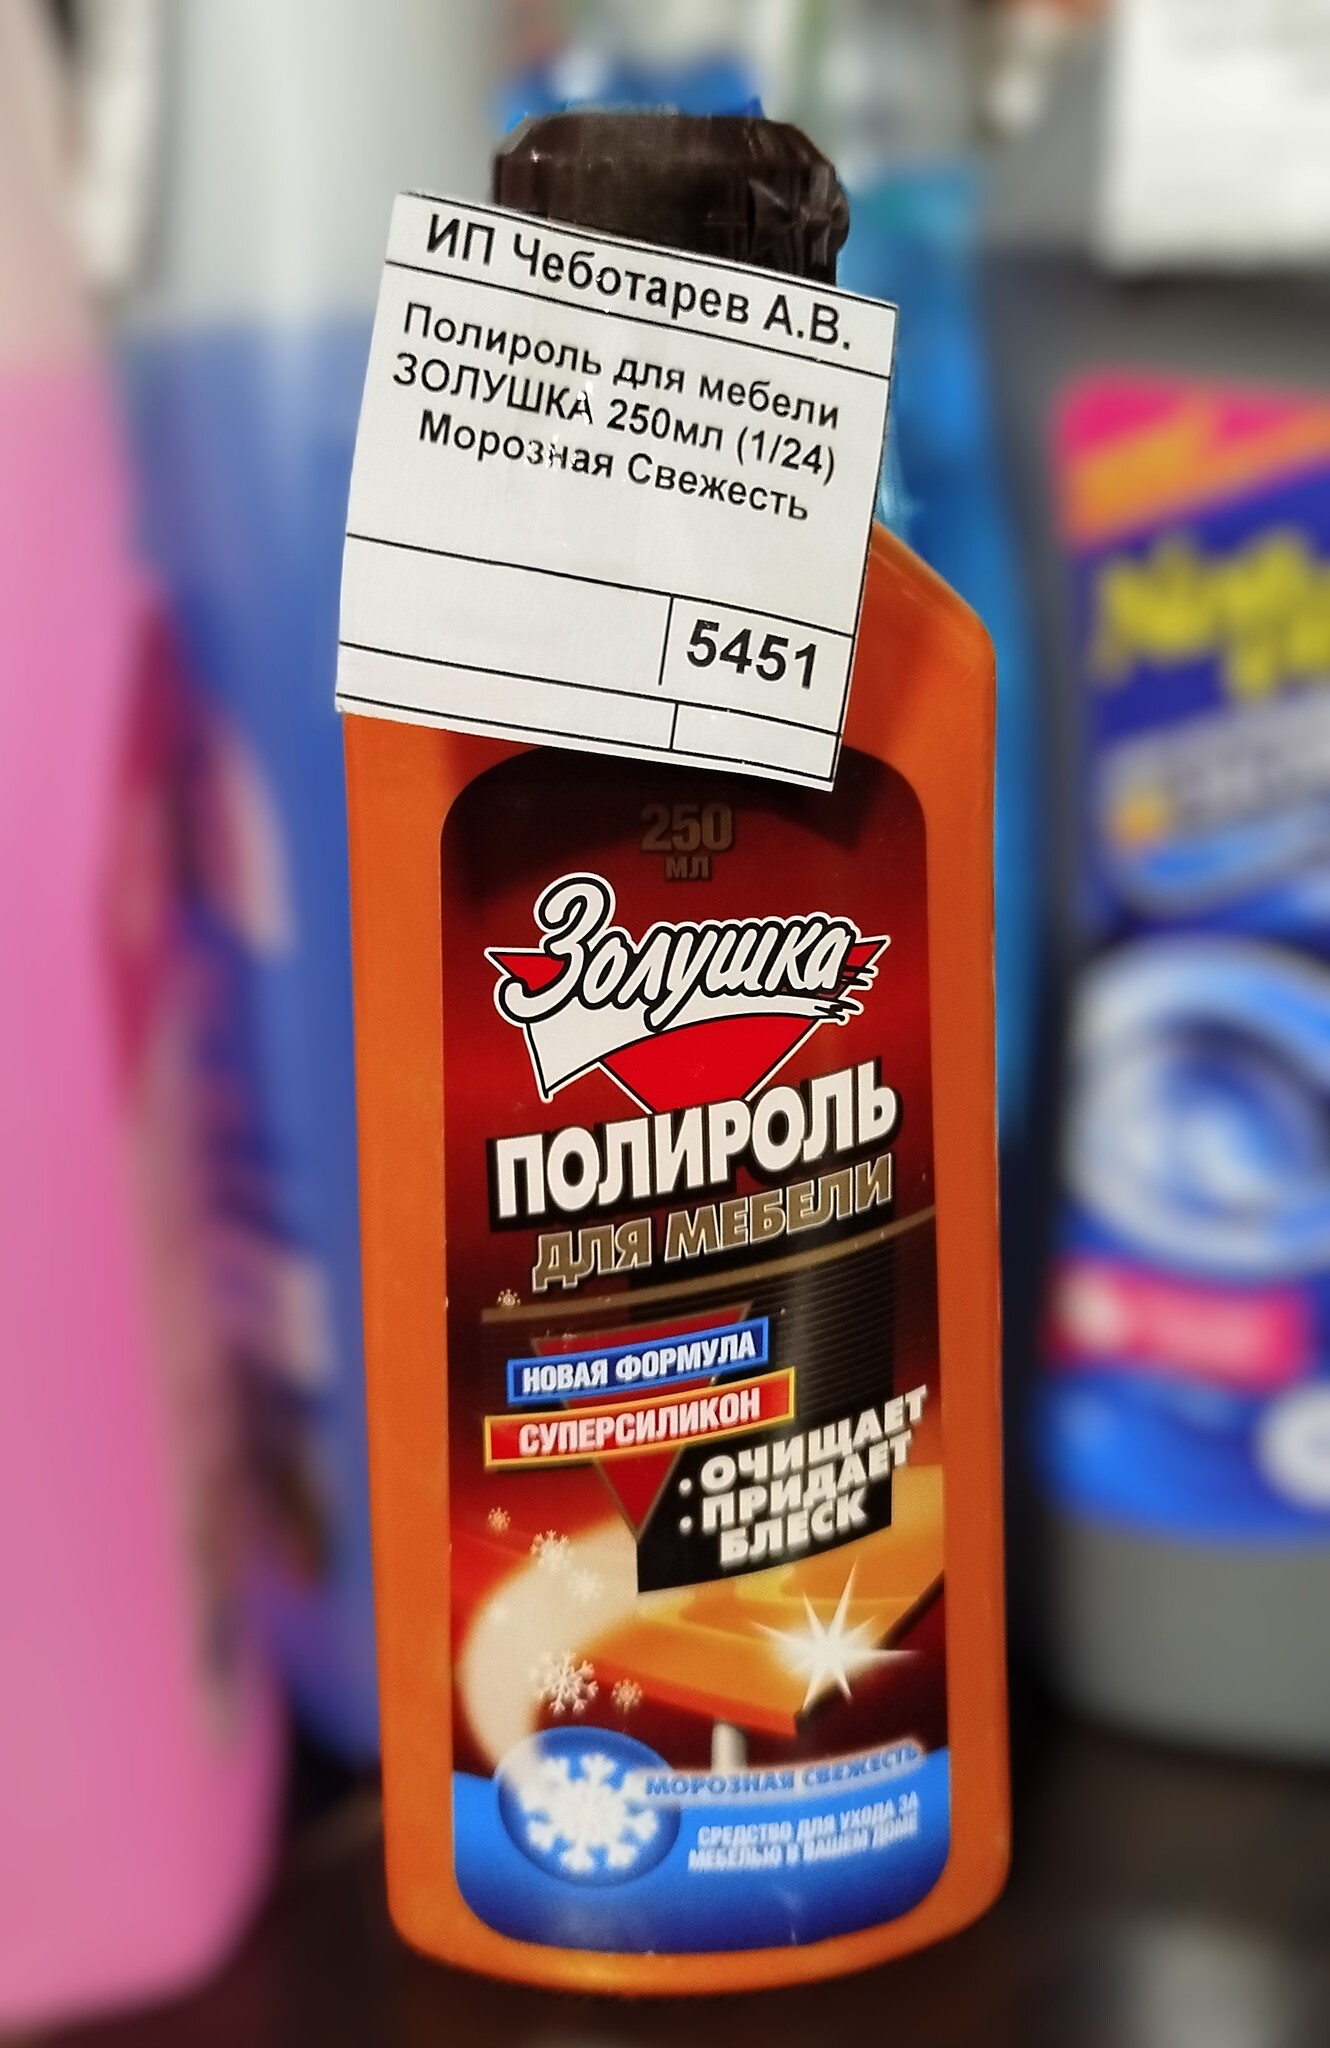 ИП Чеботарев А.В.
Полироль для мебели
ЗОЛУШКА 250мл (1/24)
Морозная Свежесть
5451
250
МЛ
Золушка
ПОЛИРОЛЬ
ДЛЯ МЕБЕЛИ
НОВАЯ ФОРМУЛА
СУПЕРСИЛИКОН
• ОЧИЩАЕТ
• ПРИДАЕТ
БЛЕСК
МОРОЗНАЯ СВЕЖЕСТЬ
СРЕДСТВО ДЛЯ УХОДА ЗА
МЕБЕЛЬЮ В ВАШЕМ ДОМЕ